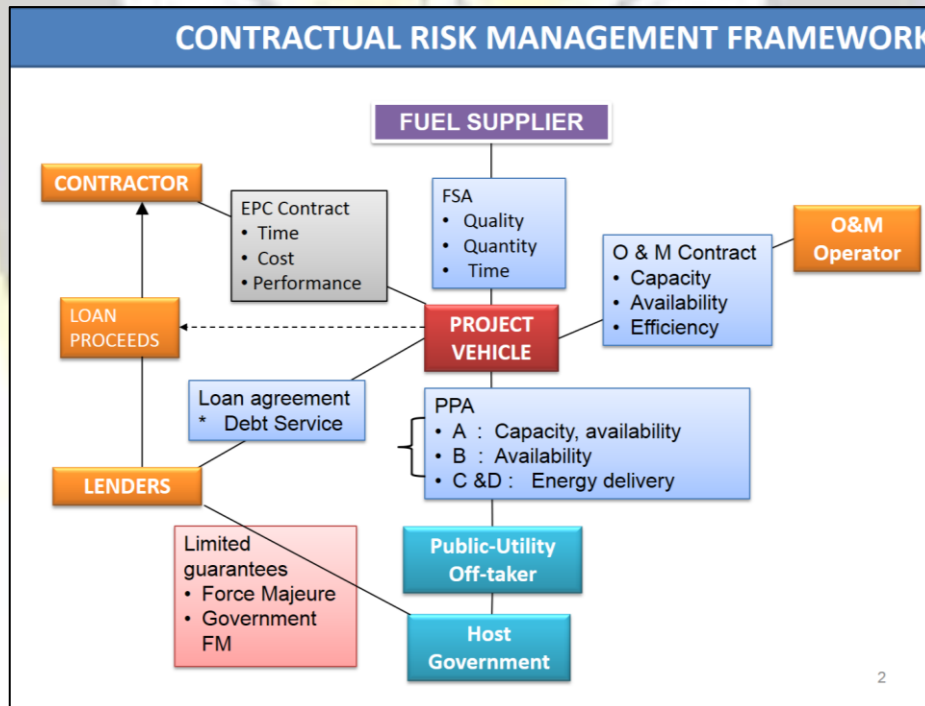 CONTRACTUAL RISK MANAGEMENT FRAMEWORK
FUEL SUPPLIER
CONTRACTOR
EPC Contract
• Time
• Cost
• Performance
FSA
• Quality
• Quantity
• Time
O & M Contract
• Capacity
• Availability
• Efficiency
O&M
Operator
LOAN
PROCEEDS
PROJECT
VEHICLE
Loan agreement
* Debt Service
PPA
• A : Capacity, availability
• B : Availability
• C &D : Energy delivery
LENDERS
Limited
guarantees
• Force Majeure
• Government
FM
Public-Utility
Off-taker
Host
Government
2